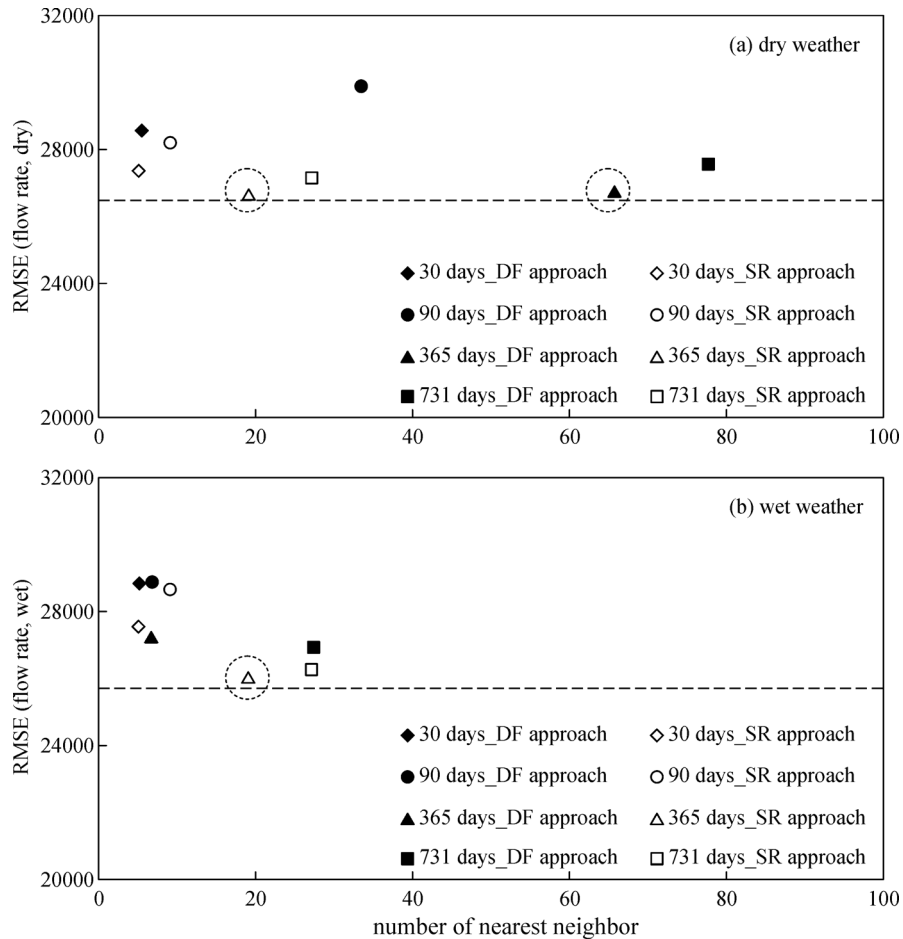 32000
(a) dry weather
28000
RMSE (flow rate, dry)
24000
30 days_DF approach 30 days_SR approach
90 days_DF approach 90 days_SR approach
365 days_DF approach 365 days_SR approach
731 days_DF approach 731 days_SR approach
20000
0 20 40 60 80 100
32000
(b) wet weather
28000
RMSE (flow rate, wet)
24000
30 days_DF approach 30 days_SR approach
90 days_DF approach 90 days_SR approach
365 days_DF approach 365 days_SR approach
731 days_DF approach 731 days_SR approach
20000
0 20 40 60 80 100
number of nearest neighbor